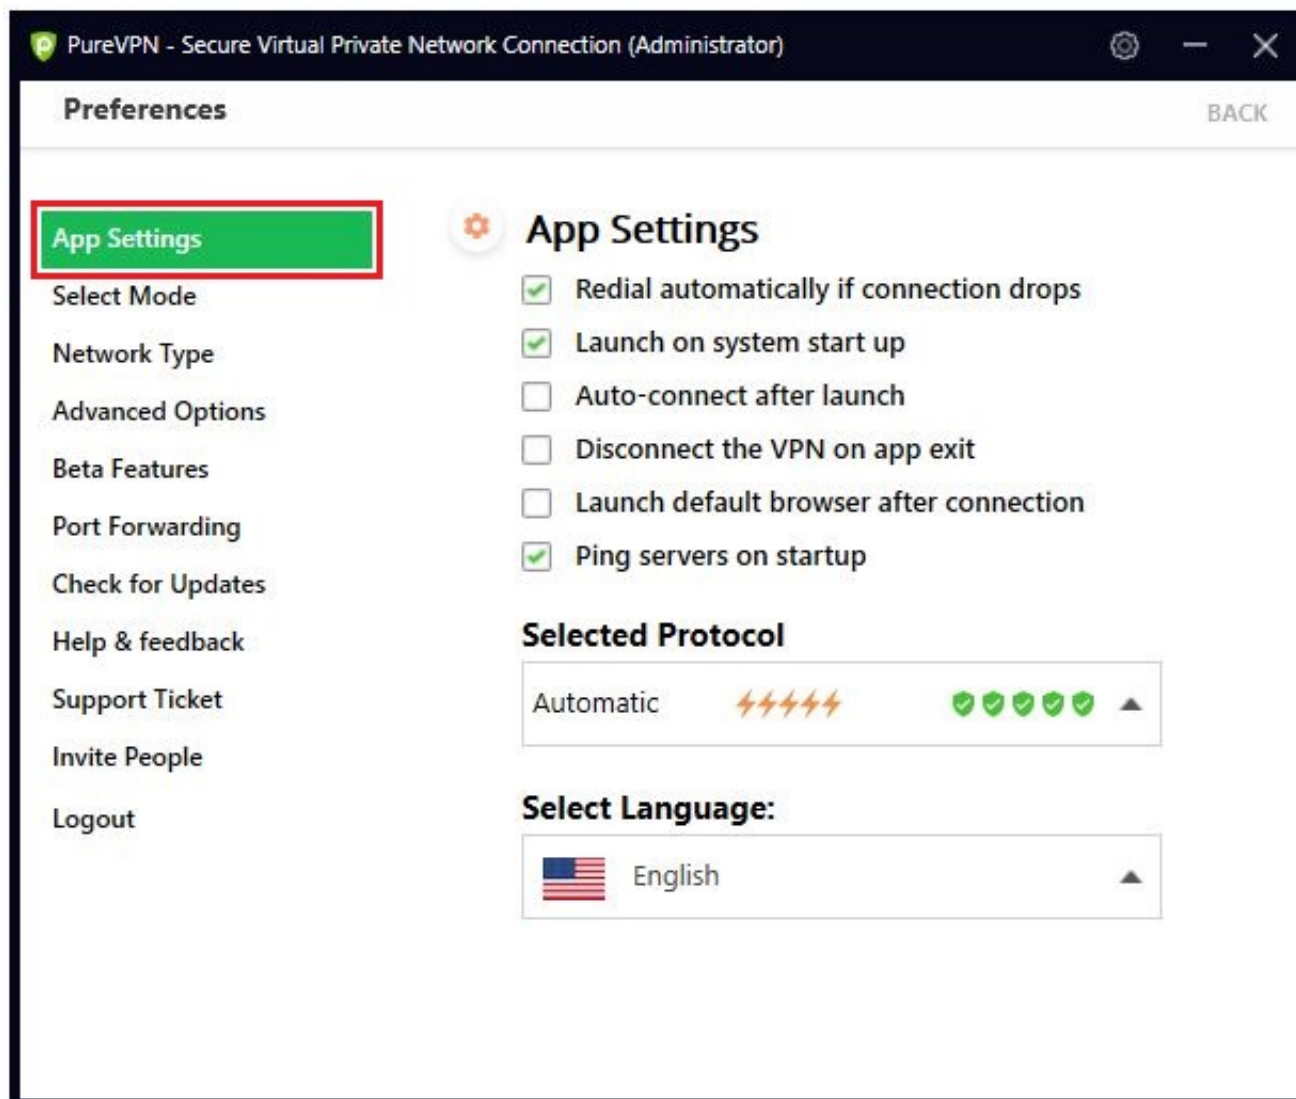 PureVPN - Secure Virtual Private Network Connection (Administrator)
Preferences
BACK
App Settings
Select Mode
Network Type
Advanced Options
Beta Features
Port Forwarding
Check for Updates
Help & feedback
Support Ticket
Invite People
Logout
App Settings
Redial automatically if connection drops
Launch on system start up
Auto-connect after launch
Disconnect the VPN on app exit
Launch default browser after connection
Ping servers on startup
Selected Protocol
Automatic
Select Language:
English